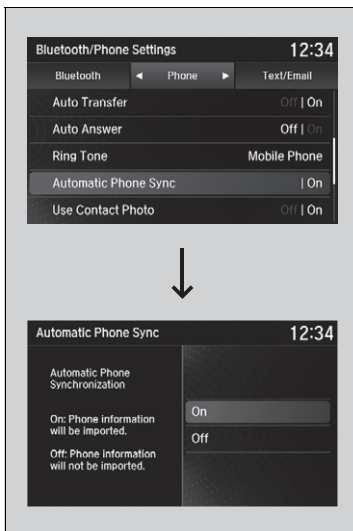 Bluetooth/Phone Settings 12:34
Bluetooth ◄ Phone ► Text/Email
Auto Transfer Off | On
Auto Answer Off | On
Ring Tone Mobile Phone
Automatic Phone Sync | On
Use Contact Photo Off | On
Automatic Phone Sync 12:34
Automatic Phone
Synchronization
On: Phone information
will be imported.
Off: Phone information
will not be imported.
On
Off